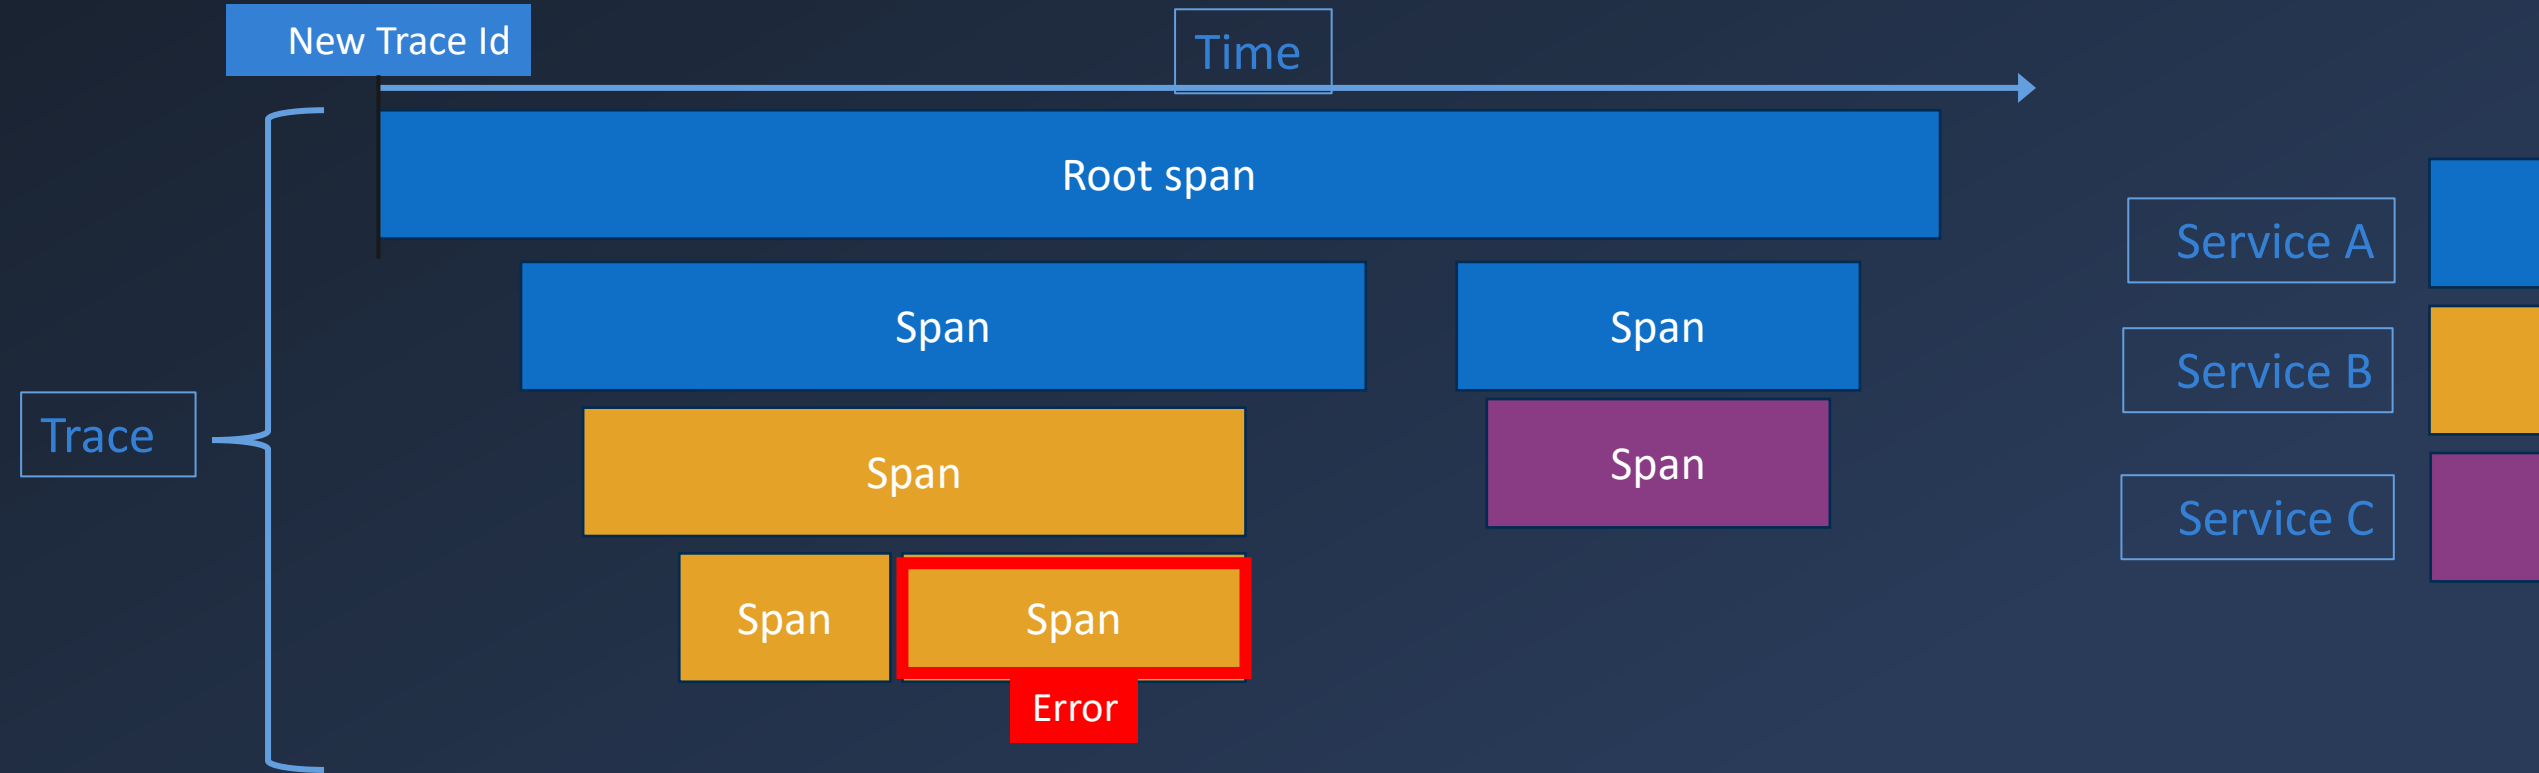 New Trace Id
Time
Root span
Service A
Span
Span
Service B
Trace
Span
Span
Service C
Span
Span
Error